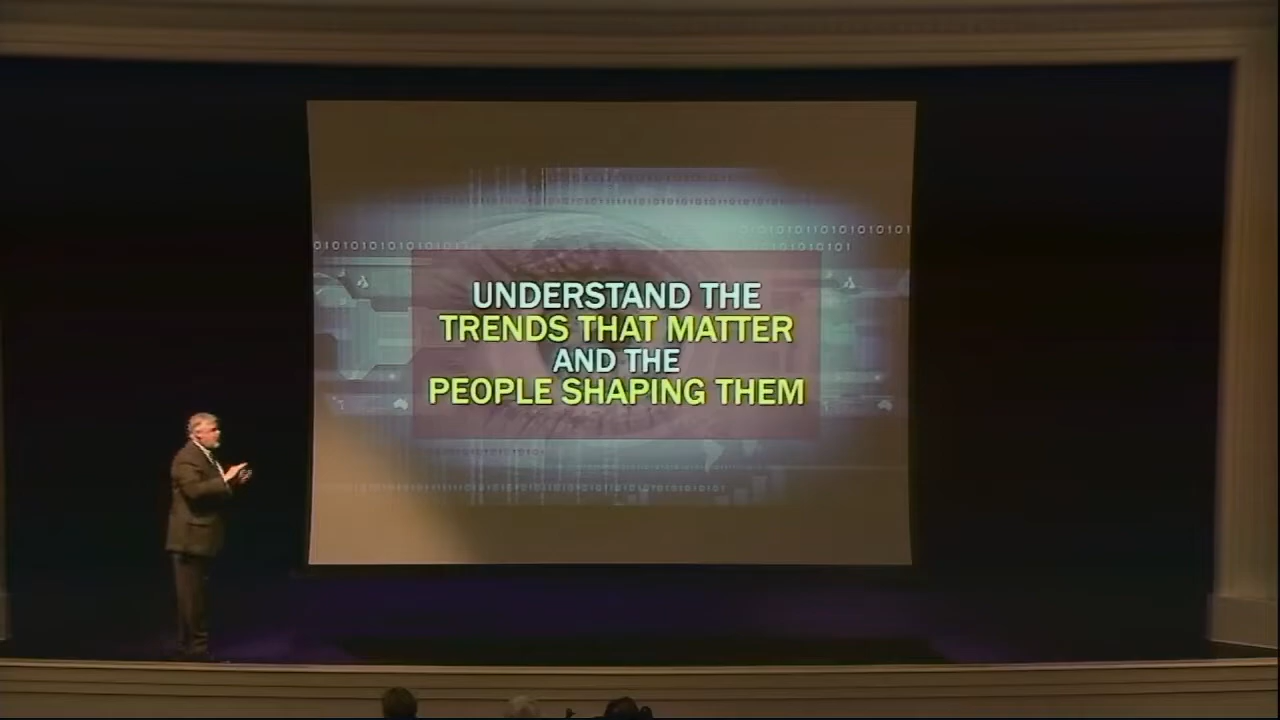 UNDERSTAND THE
TRENDS THAT MATTER
AND THE
PEOPLE SHAPING THEM